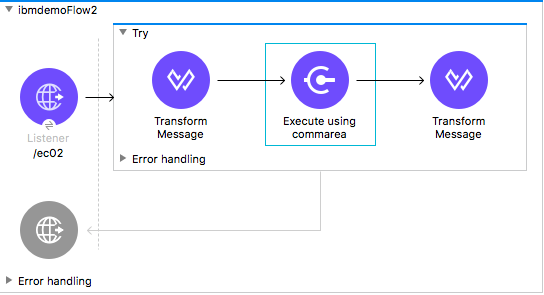 ibmdemoFlow2
Try
Transform
Message
Execute using
commarea
Transform
Message
Listener
/ec02
Error handling
Error handling